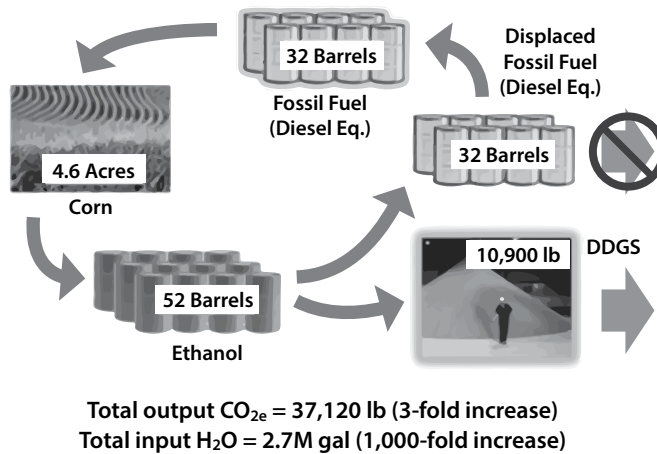 32 Barrels
Fossil Fuel
(Diesel Eq.)
Displaced
Fossil Fuel
(Diesel Eq.)
32 Barrels
4.6 Acres
Corn
52 Barrels
Ethanol
10,900 lb
DDGS
Total output CO₂ₑ = 37,120 lb (3-fold increase)
Total input H₂O = 2.7M gal (1,000-fold increase)